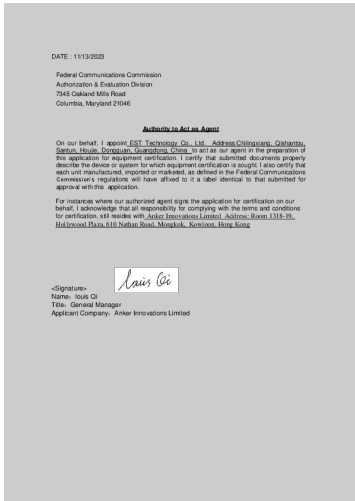 DATE : 11/13/2023
Federal Communications Commission
Authorization & Evaluation Division
7345 Oakland Mills Road
Columbia, Maryland 21046
Authority to Act as Agent
On our behalf, I appoint EST Technology Co., Ltd. Address:Chilingxiang, Qishantou,
Santun, Houjie, Dongguan, Guangdong, China to act as our agent in the preparation of
this application for equipment certification. I certify that submitted documents properly
describe the device or system for which equipment certification is sought. I also certify that
each unit manufactured, imported or marketed, as defined in the Federal Communications
Commission's regulations will have affixed to it a label identical to that submitted for
approval with this application.
For instances where our authorized agent signs the application for certification on our
behalf, I acknowledge that all responsibility for complying with the terms and conditions
for certification, still resides with Anker Innovations Limited Address: Room 1318-19,
Hollywood Plaza, 610 Nathan Road, Mongkok, Kowloon, Hong Kong
louis Qi
<Signature>
Name: louis Qi
Title: General Manager
Applicant Company: Anker Innovations Limited